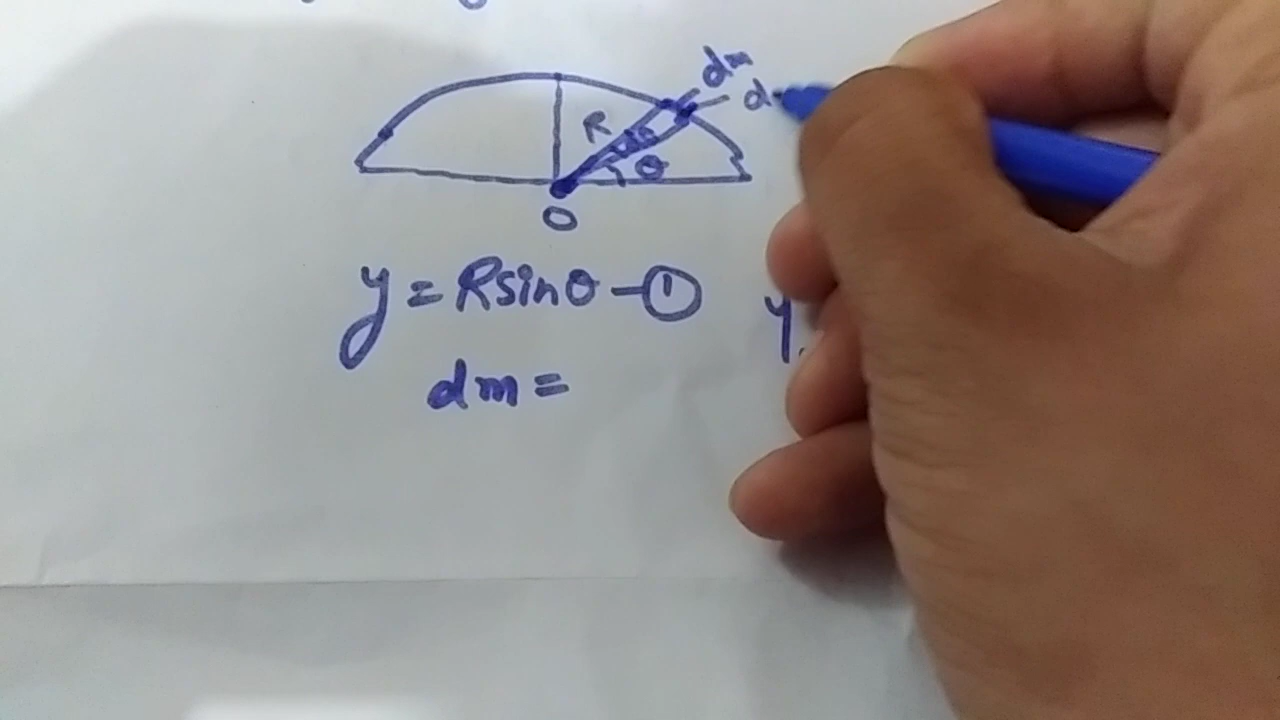 dm
d
R
dθ
θ
O
y = Rsinθ - ①
y
dm =